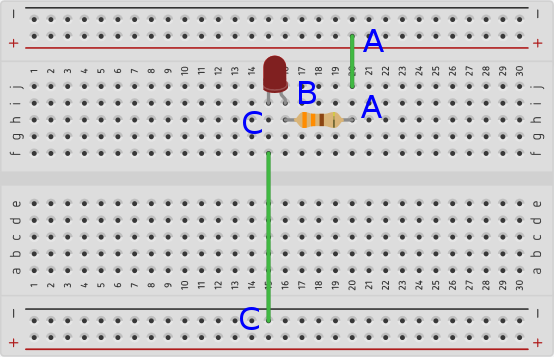 − −
+ A +
1 2 3 4 5 6 7 8 9 10 11 12 13 14 16 17 18 19 20 21 22 23 24 25 26 27 28 29 30
j j
i B i
h A h
g C g
f f
e e
d d
c c
b b
a a
1 2 3 4 5 6 7 8 9 10 11 12 13 14 15 16 17 18 19 20 21 22 23 24 25 26 27 28 29 30
− C −
+ +